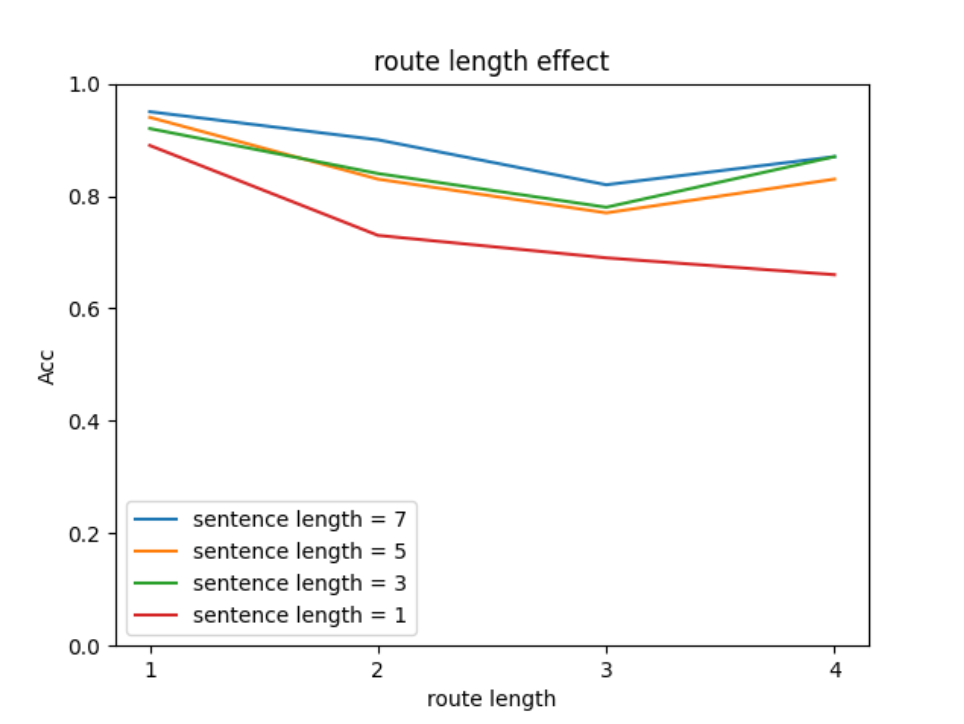 route length effect
1.0
0.8
0.6
0.4
0.2
0.0
Acc
sentence length = 7
sentence length = 5
sentence length = 3
sentence length = 1
1 2 3 4
route length